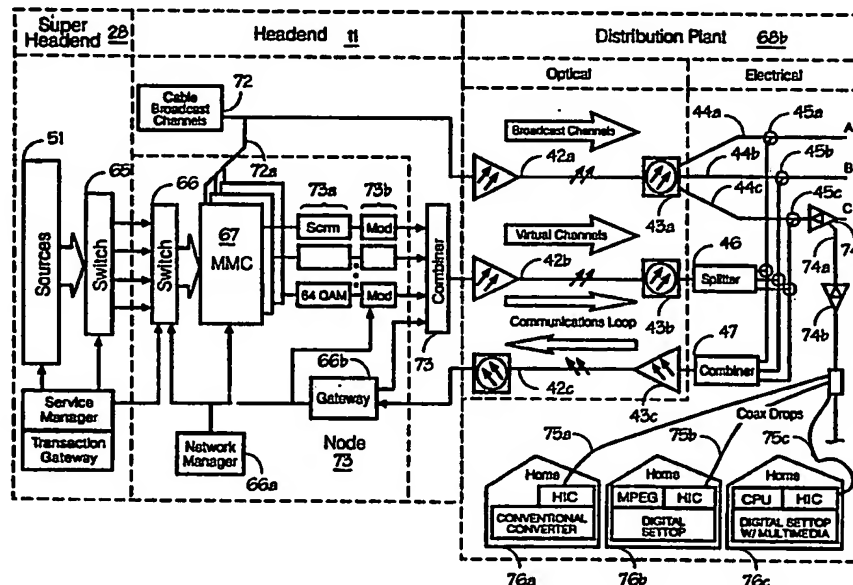 Super
Headend 28
Headend 11
Distribution Plant 68b
Optical
Electrical
72
Cable
Broadcast
Channels
72a
51
Sources
65
Switch
66
Switch
67
MMC
73a
Scrm
64 QAM
73b
Mod
Mod
Combiner
73
Service
Manager
Transaction
Gateway
Network
Manager
66a
66b
Gateway
Node
73
Broadcast Channels
42a
43a
Virtual Channels
42b
43b
Communications
Loop
42c
43c
44a
44b
44c
45a
45b
45c
A
B
C
74
74a
74b
46
Splitter
47
Combiner
Coax Drops
75a
75b
75c
Home
HIC
CONVENTIONAL
CONVERTER
76a
Home
MPEG HIC
DIGITAL
SETTOP
76b
Home
CPU HIC
DIGITAL SETTOP
W/ MULTIMEDIA
76c